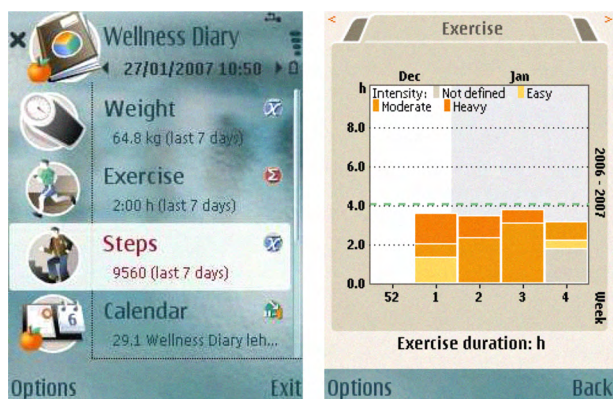 Wellness Diary
27/01/2007 10:50
Weight
64.8 kg (last 7 days)
Exercise
2:00 h (last 7 days)
Steps
9560 (last 7 days)
Calendar
29.1 Wellness Diary leh...
Options Exit
Exercise
Dec Jan
h
Intensity: Not defined Easy
Moderate Heavy
8.0
6.0
4.0
2.0
0.0
52 1 2 3 4
2006 - 2007
Week
Exercise duration: h
Options Back